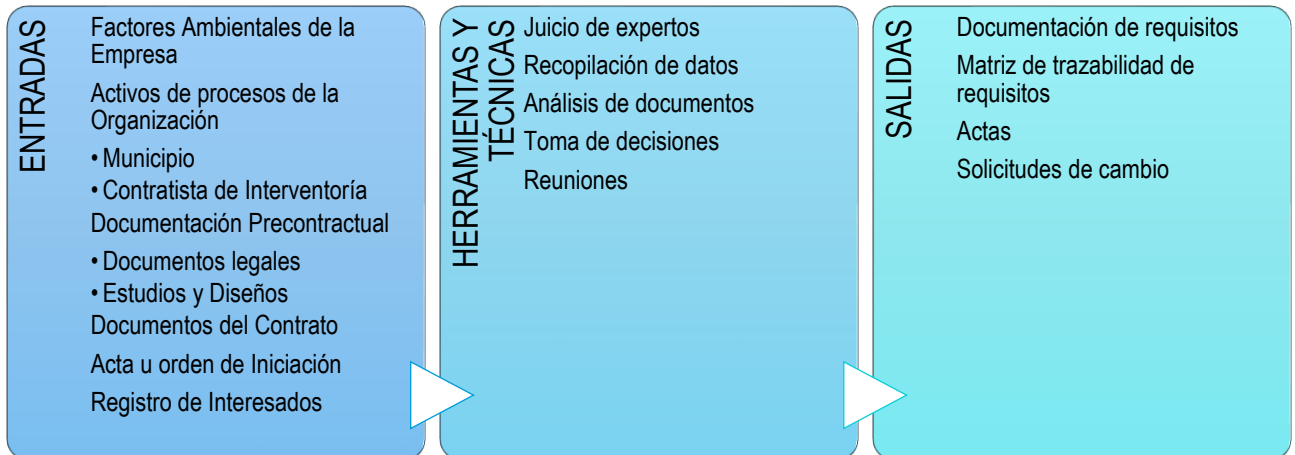 ENTRADAS
Factores Ambientales de la
Empresa
Activos de procesos de la
Organización
• Municipio
• Contratista de Interventoría
Documentación Precontractual
• Documentos legales
• Estudios y Diseños
Documentos del Contrato
Acta u orden de Iniciación
Registro de Interesados
HERRAMIENTAS Y
TÉCNICAS
Juicio de expertos
Recopilación de datos
Análisis de documentos
Toma de decisiones
Reuniones
SALIDAS
Documentación de requisitos
Matriz de trazabilidad de
requisitos
Actas
Solicitudes de cambio